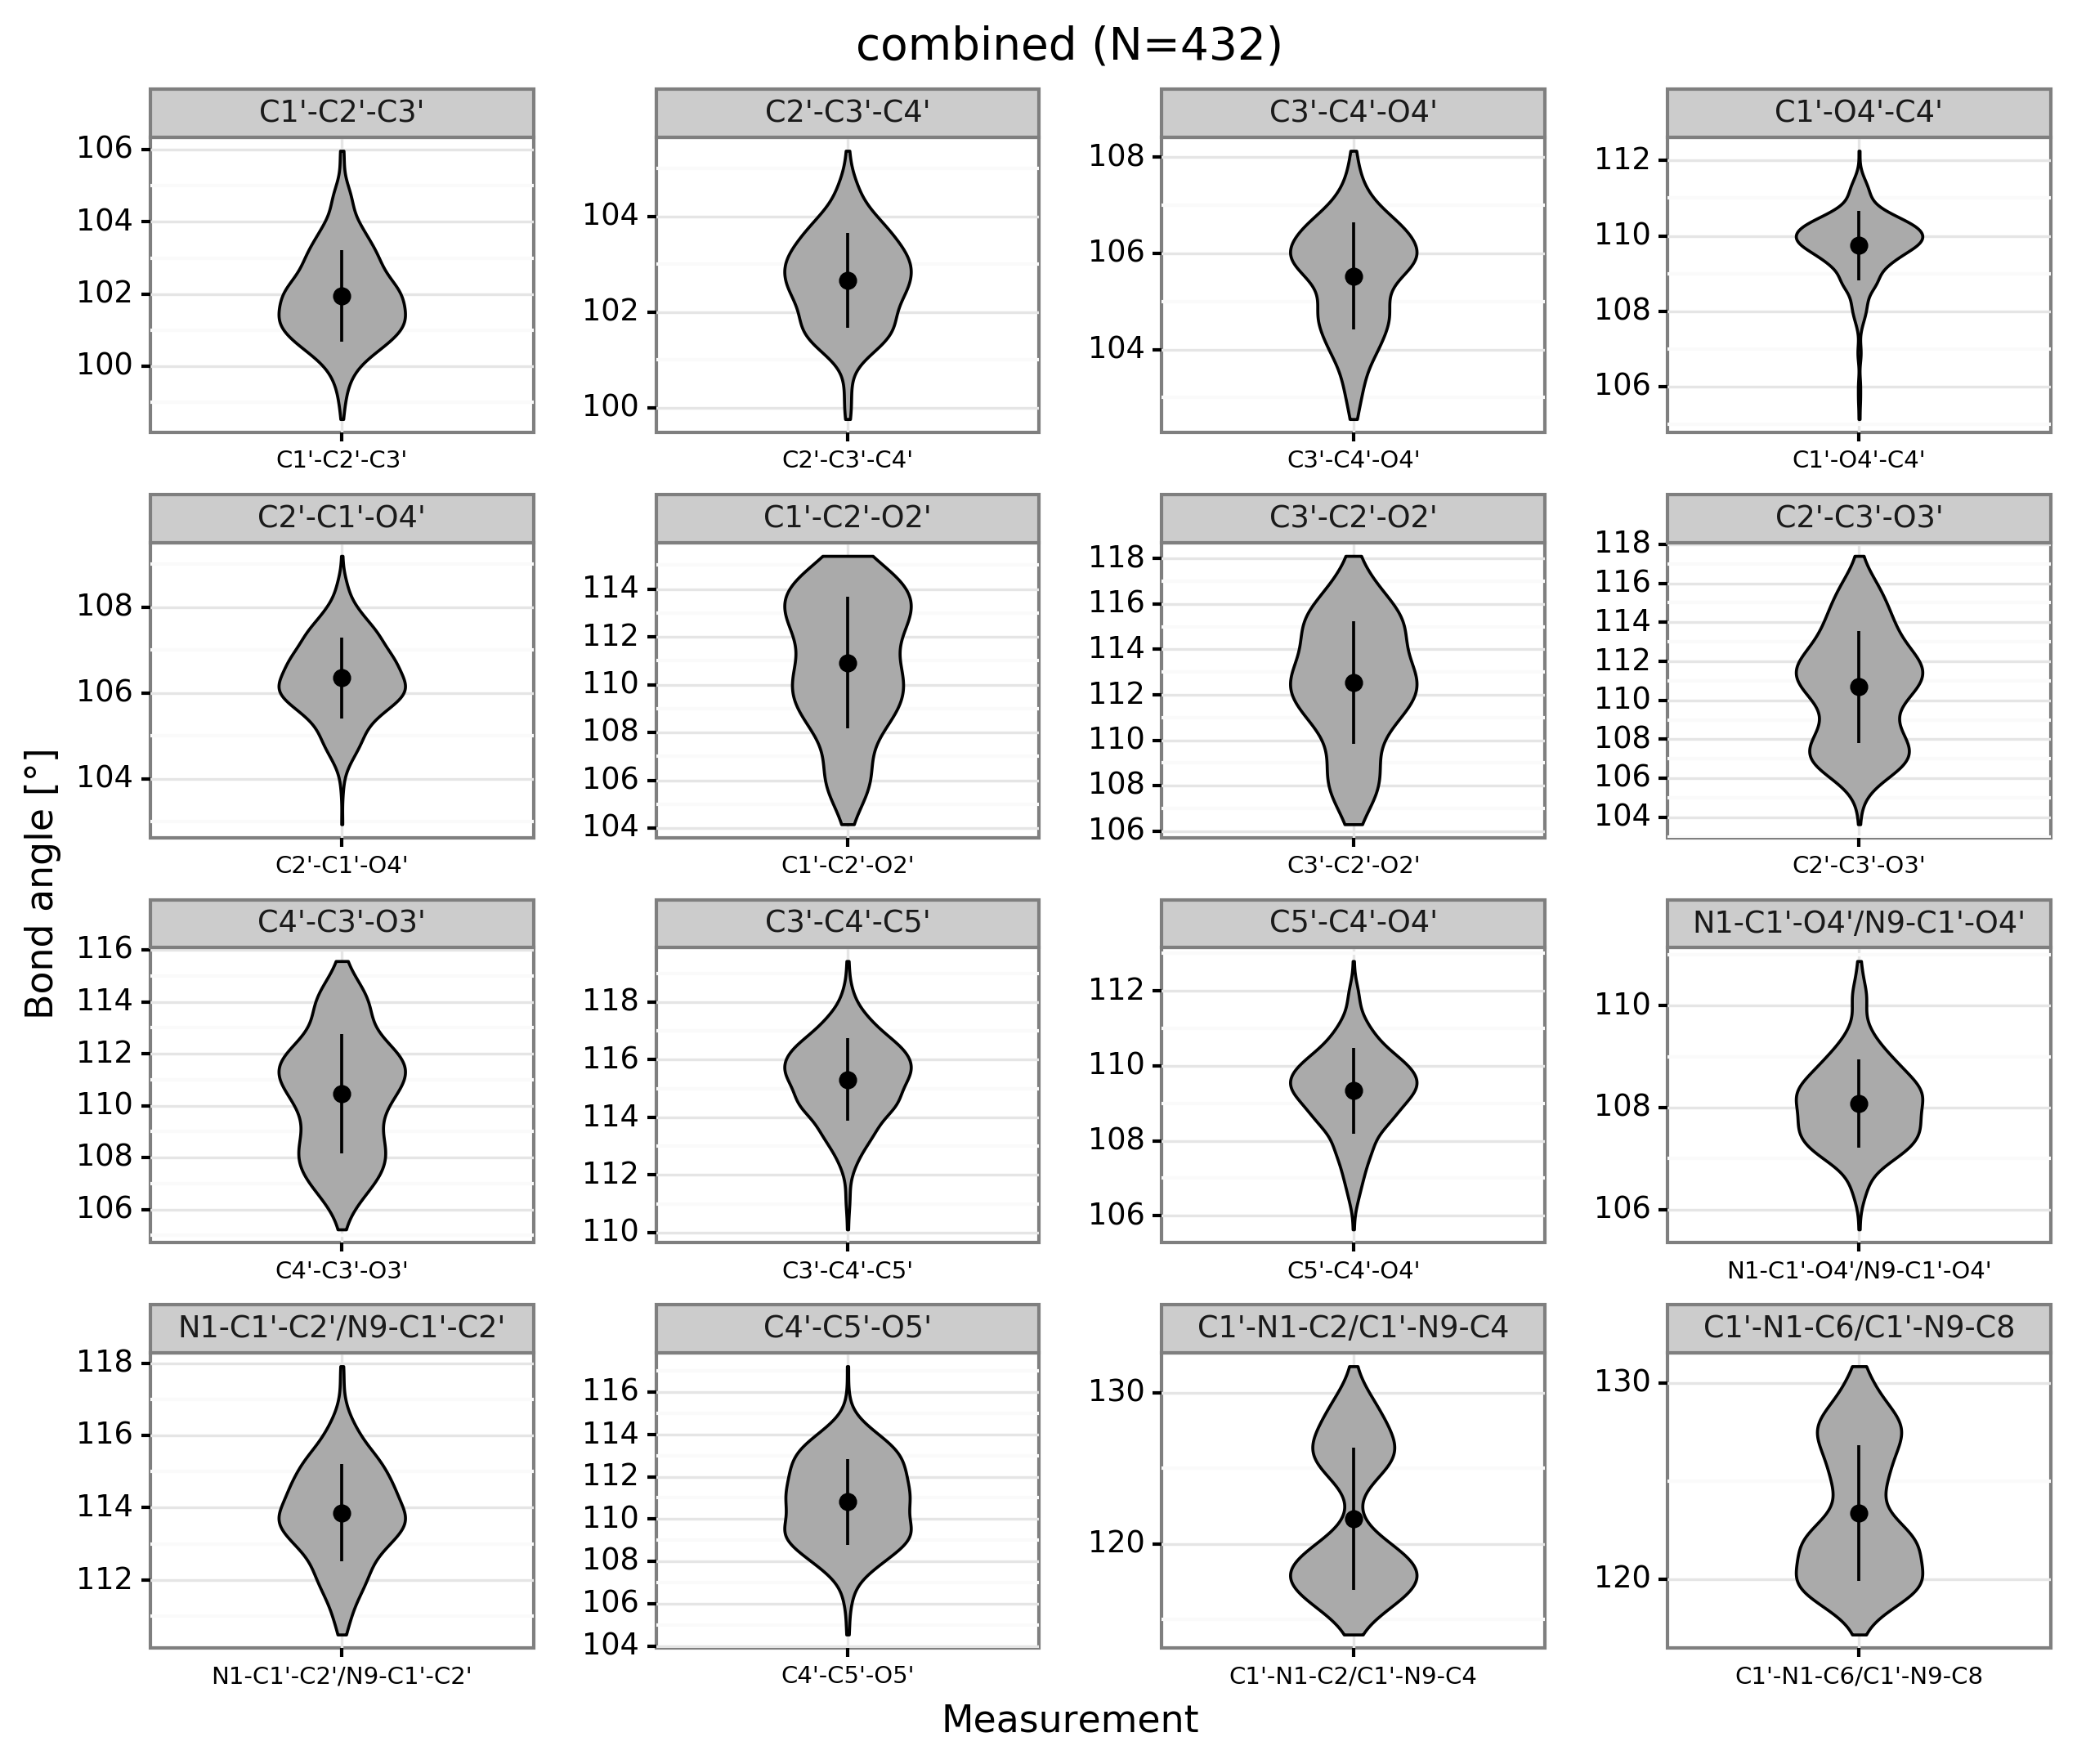 combined (N=432)
C1'-C2'-C3'
C2'-C3'-C4'
C3'-C4'-O4'
C1'-O4'-C4'
106
104
102
100
104
102
100
108
106
104
112
110
108
106
C1'-C2'-C3'
C2'-C3'-C4'
C3'-C4'-O4'
C1'-O4'-C4'
C2'-C1'-O4'
C1'-C2'-O2'
C3'-C2'-O2'
C2'-C3'-O3'
108
106
104
114
112
110
108
106
104
118
116
114
112
110
108
106
118
116
114
112
110
108
106
104
C2'-C1'-O4'
C1'-C2'-O2'
C3'-C2'-O2'
C2'-C3'-O3'
Bond angle [°]
C4'-C3'-O3'
C3'-C4'-C5'
C5'-C4'-O4'
N1-C1'-O4'/N9-C1'-O4'
116
114
112
110
108
106
118
116
114
112
110
112
110
108
106
110
108
106
C4'-C3'-O3'
C3'-C4'-C5'
C5'-C4'-O4'
N1-C1'-O4'/N9-C1'-O4'
N1-C1'-C2'/N9-C1'-C2'
C4'-C5'-O5'
C1'-N1-C2/C1'-N9-C4
C1'-N1-C6/C1'-N9-C8
118
116
114
112
116
114
112
110
108
106
104
130
120
130
120
N1-C1'-C2'/N9-C1'-C2'
C4'-C5'-O5'
C1'-N1-C2/C1'-N9-C4
C1'-N1-C6/C1'-N9-C8
Measurement